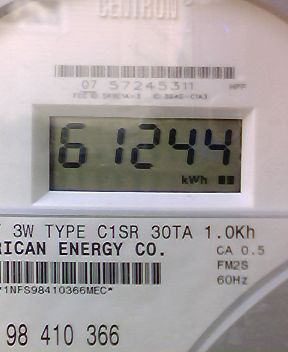 CENTRON®
07 57245311 HPF
61244
kWh
3W TYPE C1SR 30TA 1.0Kh
RICAN ENERGY CO. CA 0.5
FM2S
60Hz
*1NFS98410366MEC*
98 410 366